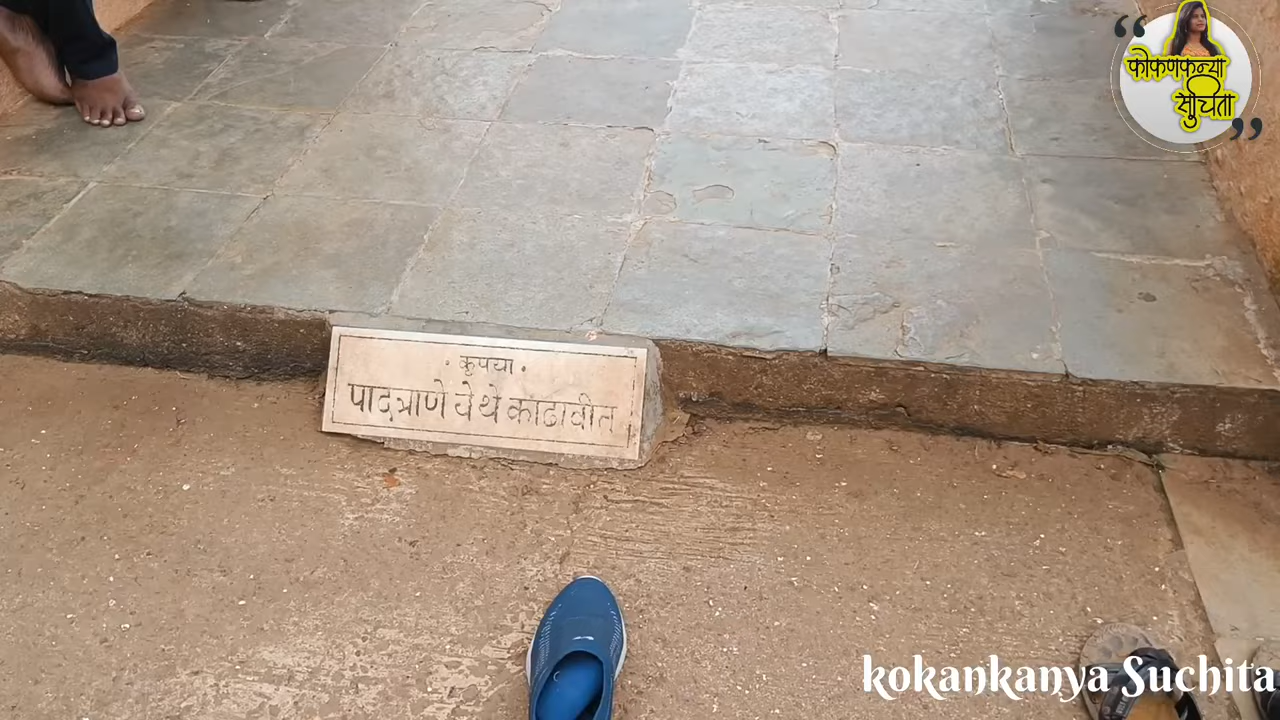 कोकणकन्या
सुचिता
• कृपया •
पादत्राणे येथे काढावीत
kokankanya Suchita